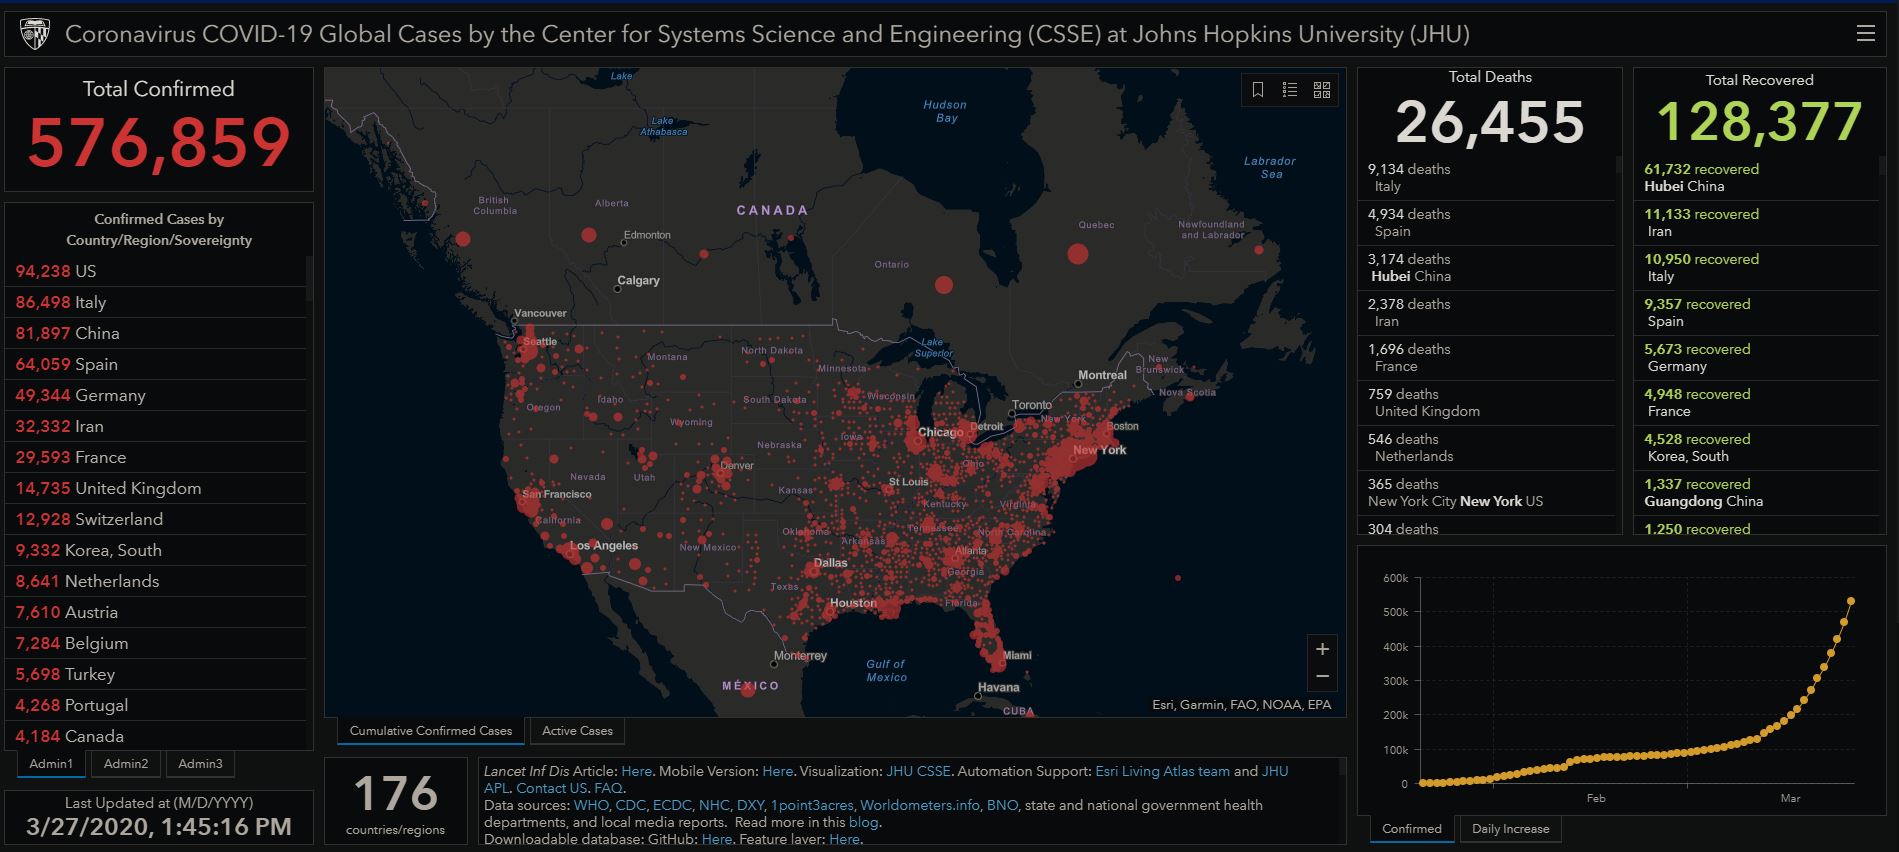 Coronavirus COVID-19 Global Cases by the Center for Systems Science and Engineering (CSSE) at Johns Hopkins University (JHU)
Total Confirmed
576,859
Confirmed Cases by
Country/Region/Sovereignty
94,238 US
86,498 Italy
81,897 China
64,059 Spain
49,344 Germany
32,332 Iran
29,593 France
14,735 United Kingdom
12,928 Switzerland
9,332 Korea, South
8,641 Netherlands
7,610 Austria
7,284 Belgium
5,698 Turkey
4,268 Portugal
4,184 Canada
Admin1
Admin2
Admin3
Last Updated at (M/D/YYYY)
3/27/2020, 1:45:16 PM
Lake
Lake
Athabasca
Hudson
Bay
Labrador
Sea
British
Columbia
Alberta
CANADA
Edmonton
Quebec
Newfoundland
and Labrador
Ontario
Calgary
Vancouver
Seattle
Montana
North Dakota
Minnesota
Lake
Superior
Montreal
New
Brunswick
Nova Scotia
Oregon
Idaho
Wyoming
South Dakota
Wisconsin
Toronto
New York
Boston
Chicago
Detroit
Iowa
Nebraska
New York
Nevada
Utah
Denver
Ohio
San Francisco
California
Kansas
St Louis
Kentucky
Virginia
Los Angeles
New Mexico
Oklahoma
Arkansas
Tennessee
North Carolina
Atlanta
Georgia
Dallas
Texas
Houston
Florida
Monterrey
MÉXICO
Gulf of
Mexico
Miami
Havana
CUBA
+
−
Esri, Garmin, FAO, NOAA, EPA
Cumulative Confirmed Cases
Active Cases
176
countries/regions
Lancet Inf Dis Article: Here. Mobile Version: Here. Visualization: JHU CSSE. Automation Support: Esri Living Atlas team and JHU
API. Contact US. FAQ.
Data sources: WHO, CDC, ECDC, NHC, DXY, 1point3acres, Worldometers.info, BNO, state and national government health
departments, and local media reports. Read more in this blog.
Downloadable database: GitHub: Here. Feature layer: Here.
Total Deaths
26,455
9,134 deaths
Italy
4,934 deaths
Spain
3,174 deaths
Hubei China
2,378 deaths
Iran
1,696 deaths
France
759 deaths
United Kingdom
546 deaths
Netherlands
365 deaths
New York City New York US
304 deaths
Total Recovered
128,377
61,732 recovered
Hubei China
11,133 recovered
Iran
10,950 recovered
Italy
9,357 recovered
Spain
5,673 recovered
Germany
4,948 recovered
France
4,528 recovered
Korea, South
1,337 recovered
Guangdong China
1,250 recovered
600k
500k
400k
300k
200k
100k
0
Feb
Mar
Confirmed
Daily Increase